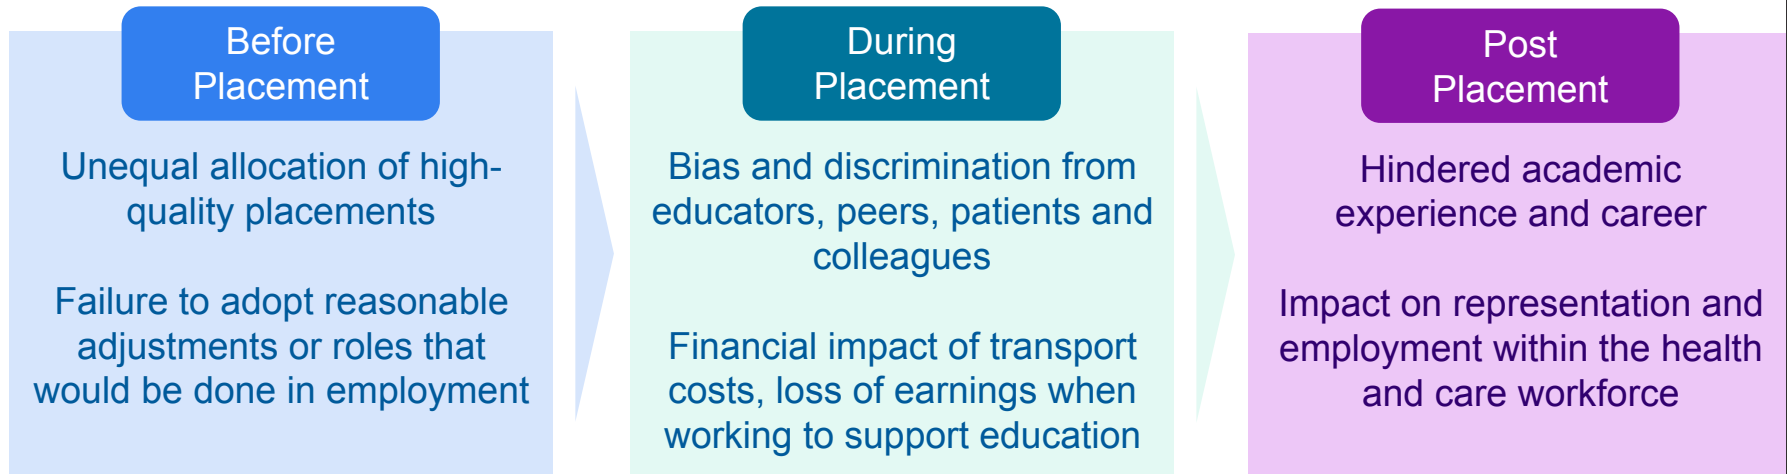 Before
Placement
Unequal allocation of high-
quality placements
Failure to adopt reasonable
adjustments or roles that
would be done in employment
During
Placement
Bias and discrimination from
educators, peers, patients and
colleagues
Financial impact of transport
costs, loss of earnings when
working to support education
Post
Placement
Hindered academic
experience and career
Impact on representation and
employment within the health
and care workforce